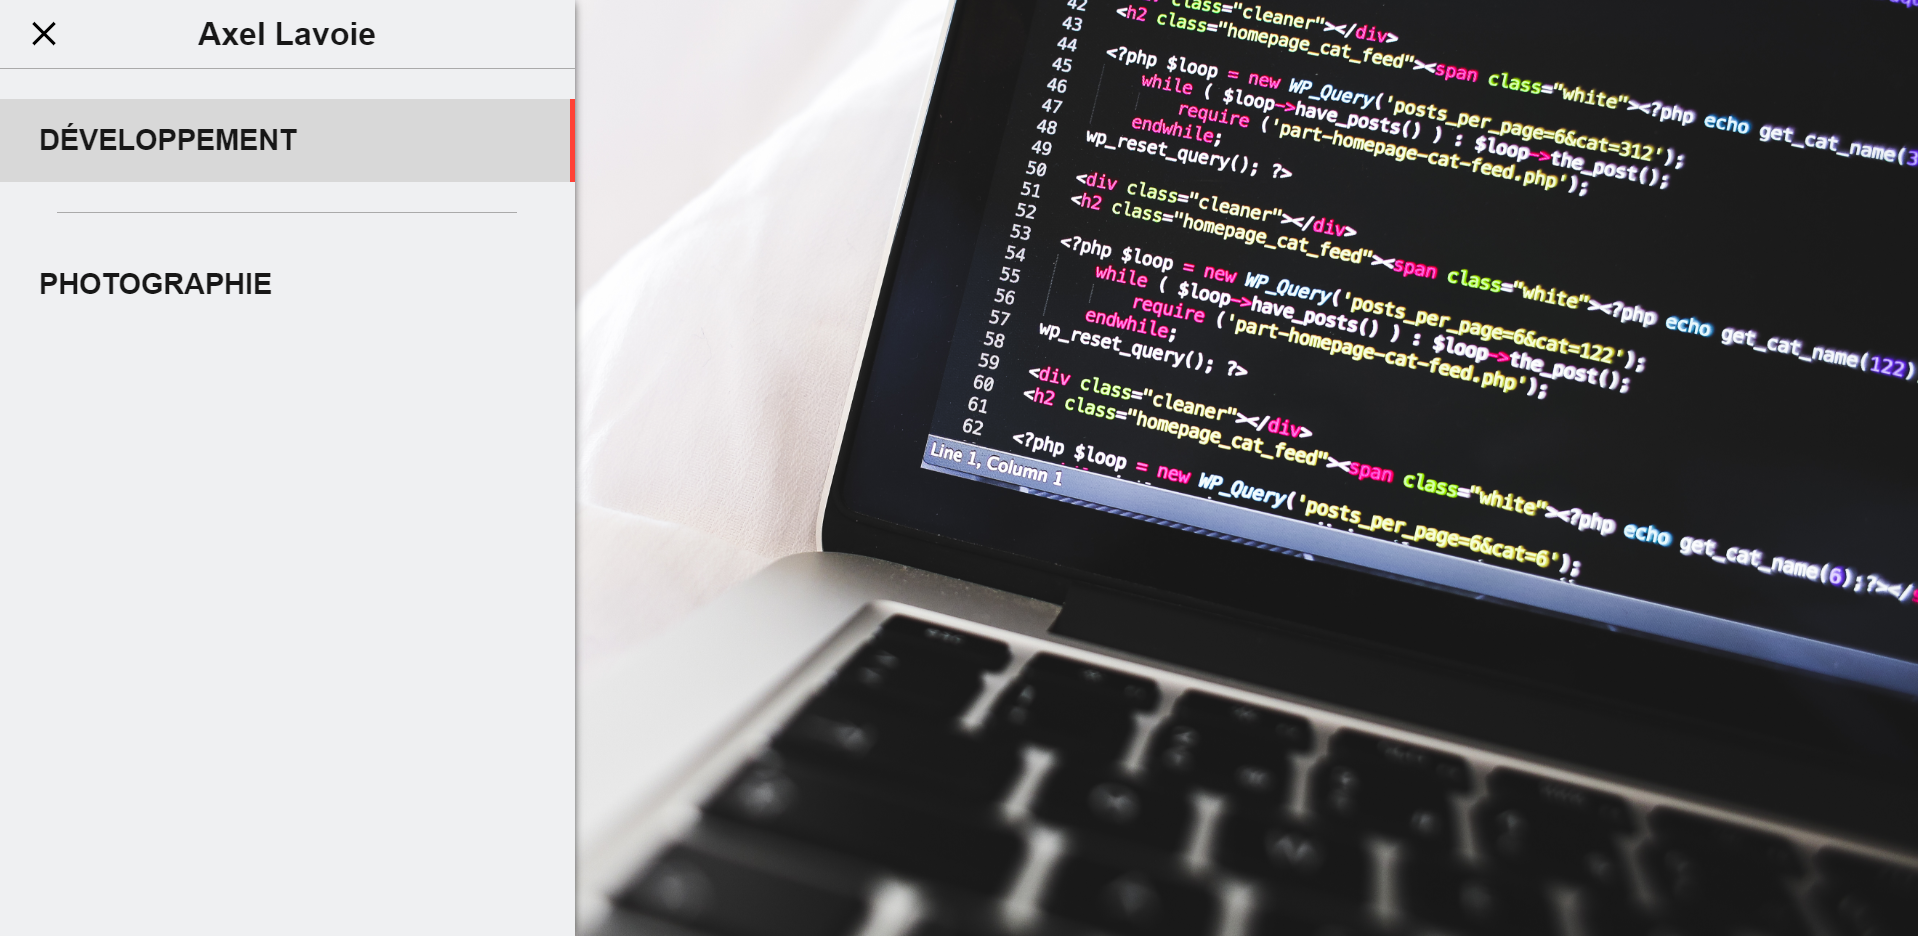 Axel Lavoie
DÉVELOPPEMENT
PHOTOGRAPHIE
42
43 <h2 class="cleaner"></div>
44 <h2 class="homepage_cat_feed"><span class="white"><?php echo get_cat_name(3
45 <?php $loop = new WP_Query('posts_per_page=6&cat=312');
46 while ( $loop->have_posts() ) : $loop->the_post();
47 require ('part-homepage-cat-feed.php');
48 endwhile;
49 wp_reset_query(); ?>
50
51 <div class="cleaner"></div>
52 <h2 class="homepage_cat_feed"><span class="white"><?php echo get_cat_name(122)
53
54 <?php $loop = new WP_Query('posts_per_page=6&cat=122');
55 while ( $loop->have_posts() ) : $loop->the_post();
56 require ('part-homepage-cat-feed.php');
57 endwhile;
58 wp_reset_query(); ?>
59
60 <div class="cleaner"></div>
61 <h2 class="homepage_cat_feed"><span class="white"><?php echo get_cat_name(6);?></
62
<?php $loop = new WP_Query('posts_per_page=6&cat=6');
Line 1, Column 1